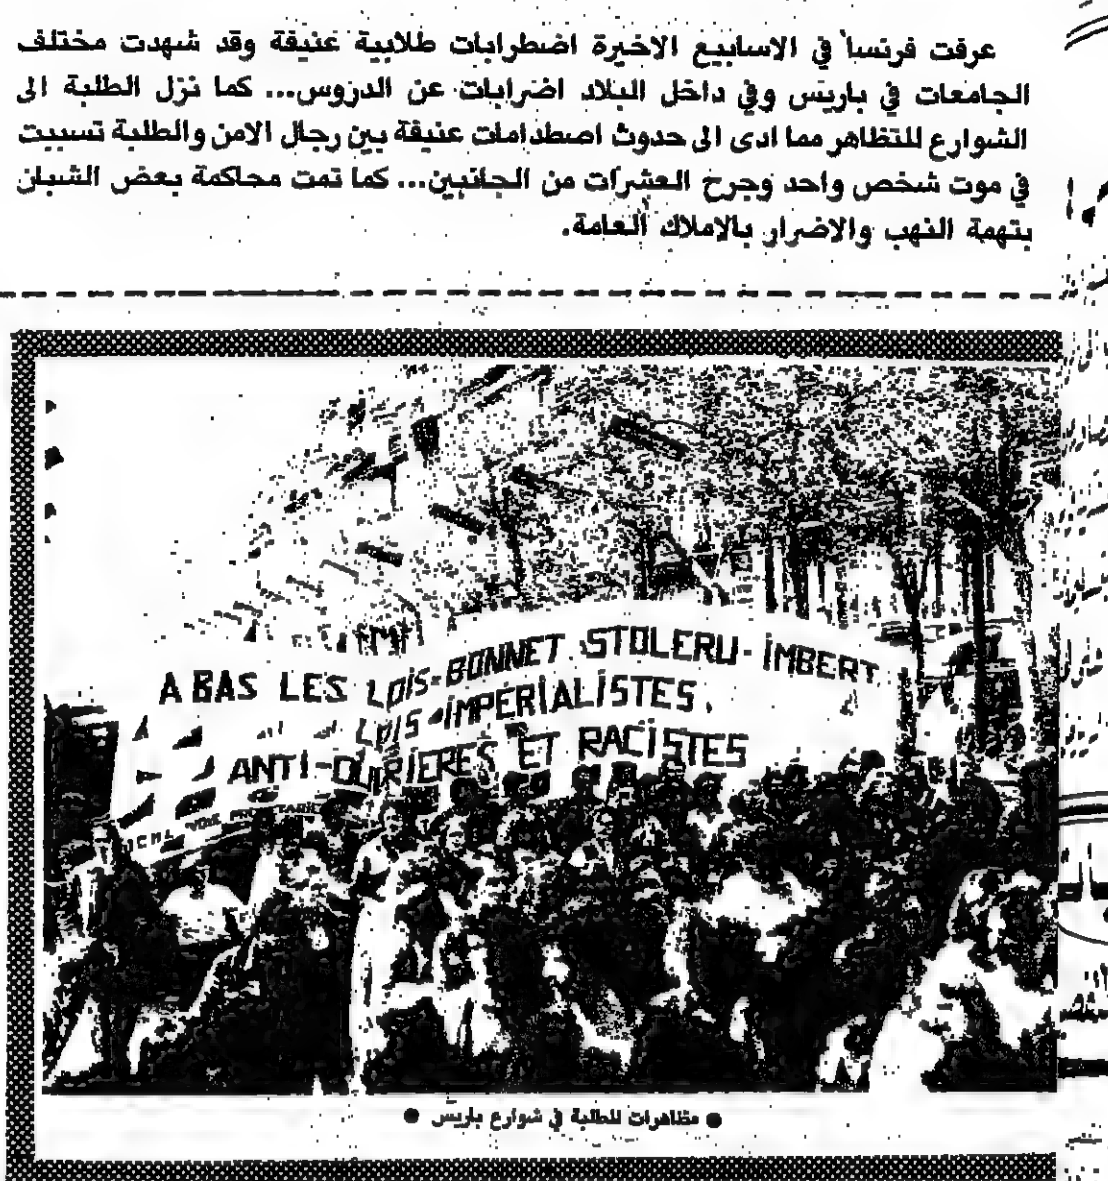 عرفت فرنسا في الاسابيع الاخيرة اضطرابات طلابية عنيفة وقد شهدت مختلف
الجامعات في باريس وفي داخل البلاد اضرابات عن الدروس... كما نزل الطلبة الى
الشوارع للتظاهر مما ادى الى حدوث اصطدامات عنيفة بين رجال الامن والطلبة تسببت
في موت شخص واحد وجرح العشرات من الجانبين... كما تمت محاكمة بعض الشبان
بتهمة النهب والاضرار بالاملاك العامة.
A BAS LES LOIS-BONNET.STOLERU-IMBERT
LOIS-IMPÉRIALISTES.
ANTI-OUVRIERES ET RACISTES
● مظاهرات للطلبة في شوارع باريس ●